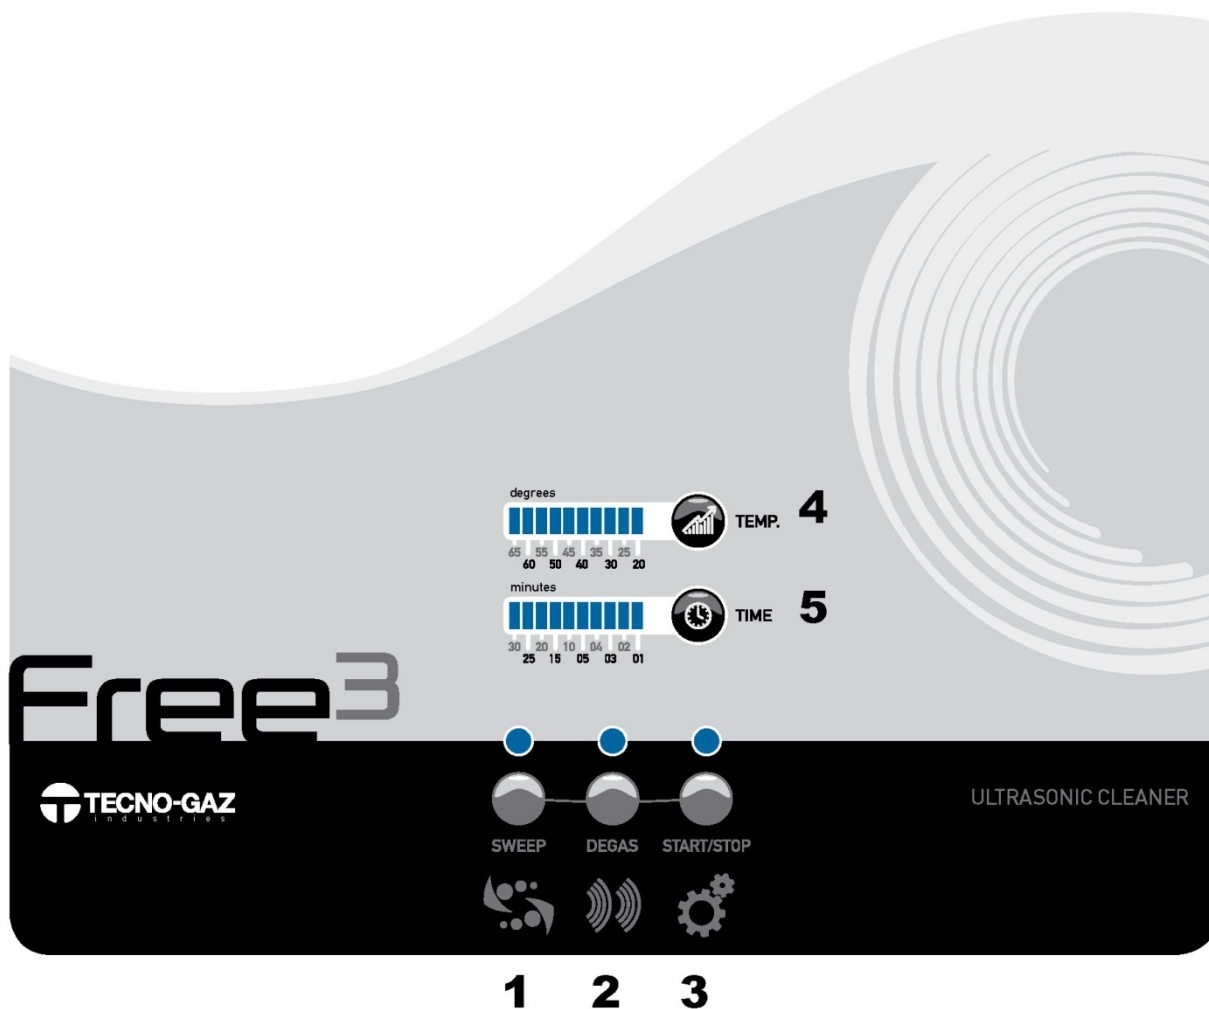 degrees
TEMP. 4
65 55 45 35 25
60 50 40 30 20
minutes
TIME 5
30 20 10 04 02
25 15 05 03 01
Free3
TECNO-GAZ
industries
ULTRASONIC CLEANER
SWEEP DEGAS START/STOP
1 2 3